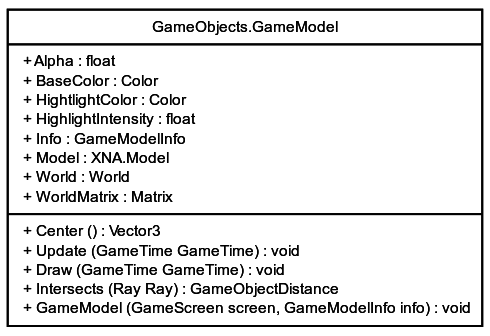 GameObjects.GameModel
+ Alpha : float
+ BaseColor : Color
+ HightlightColor : Color
+ HighlightIntensity : float
+ Info : GameModelInfo
+ Model : XNA.Model
+ World : World
+ WorldMatrix : Matrix
+ Center () : Vector3
+ Update (GameTime GameTime) : void
+ Draw (GameTime GameTime) : void
+ Intersects (Ray Ray) : GameObjectDistance
+ GameModel (GameScreen screen, GameModelInfo info) : void